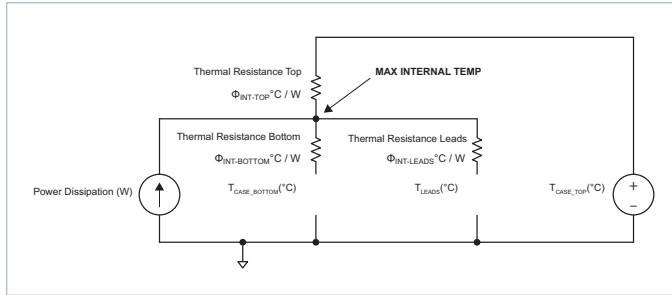 Thermal Resistance Top
MAX INTERNAL TEMP
ΦINT-TOP°C / W
Thermal Resistance Bottom
Thermal Resistance Leads
ΦINT-BOTTOM°C / W
ΦINT-LEADS°C / W
Power Dissipation (W)
TCASE_BOTTOM(°C)
TLEADS(°C)
TCASE_TOP(°C)
+
–